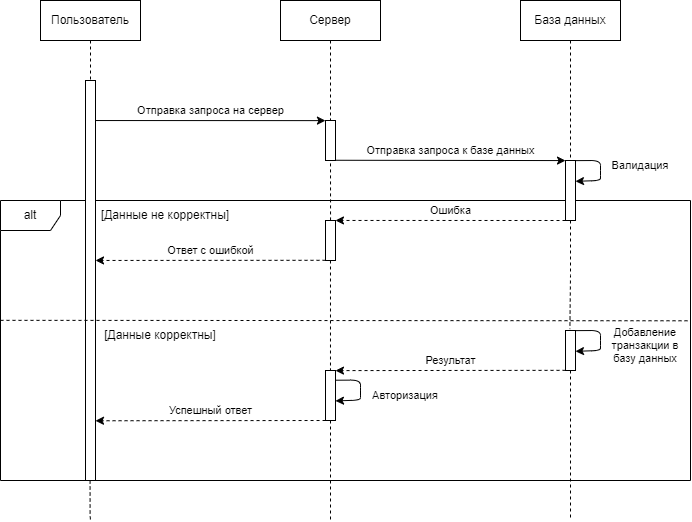 Пользователь
Сервер
База данных
Отправка запроса на сервер
Отправка запроса к базе данных
Валидация
alt
[Данные не корректны]
Ошибка
Ответ с ошибкой
[Данные корректны]
Добавление
транзакции в
базу данных
Результат
Авторизация
Успешный ответ